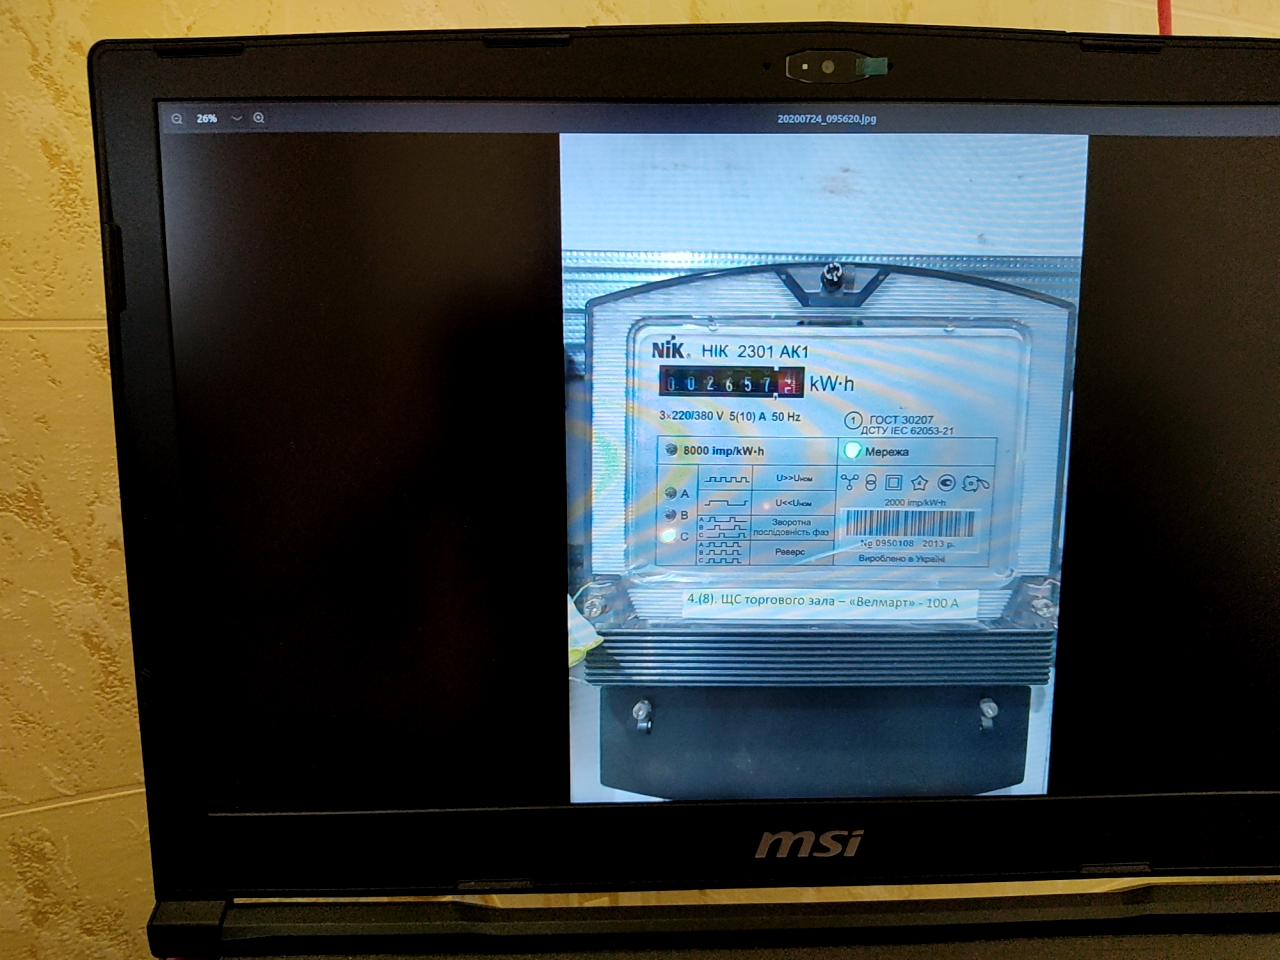 26%
20200724_095620.jpg
NiK® НІК 2301 АК1
002657 kW·h
3×220/380 V 5(10) A 50 Hz
1 ГОСТ 30207
ДСТУ IEC 62053-21
8000 imp/kW·h
Мережа
U>>Uном
A
U<<Uном
2000 imp/kW·h
B
A
B
C
Зворотна
послідовність фаз
C
№ 0950108 2013 р.
A
B
C
Реверс
Вироблено в Україні
4.(8). ЩС торгового зала – «Велмарт» - 100 А
msi